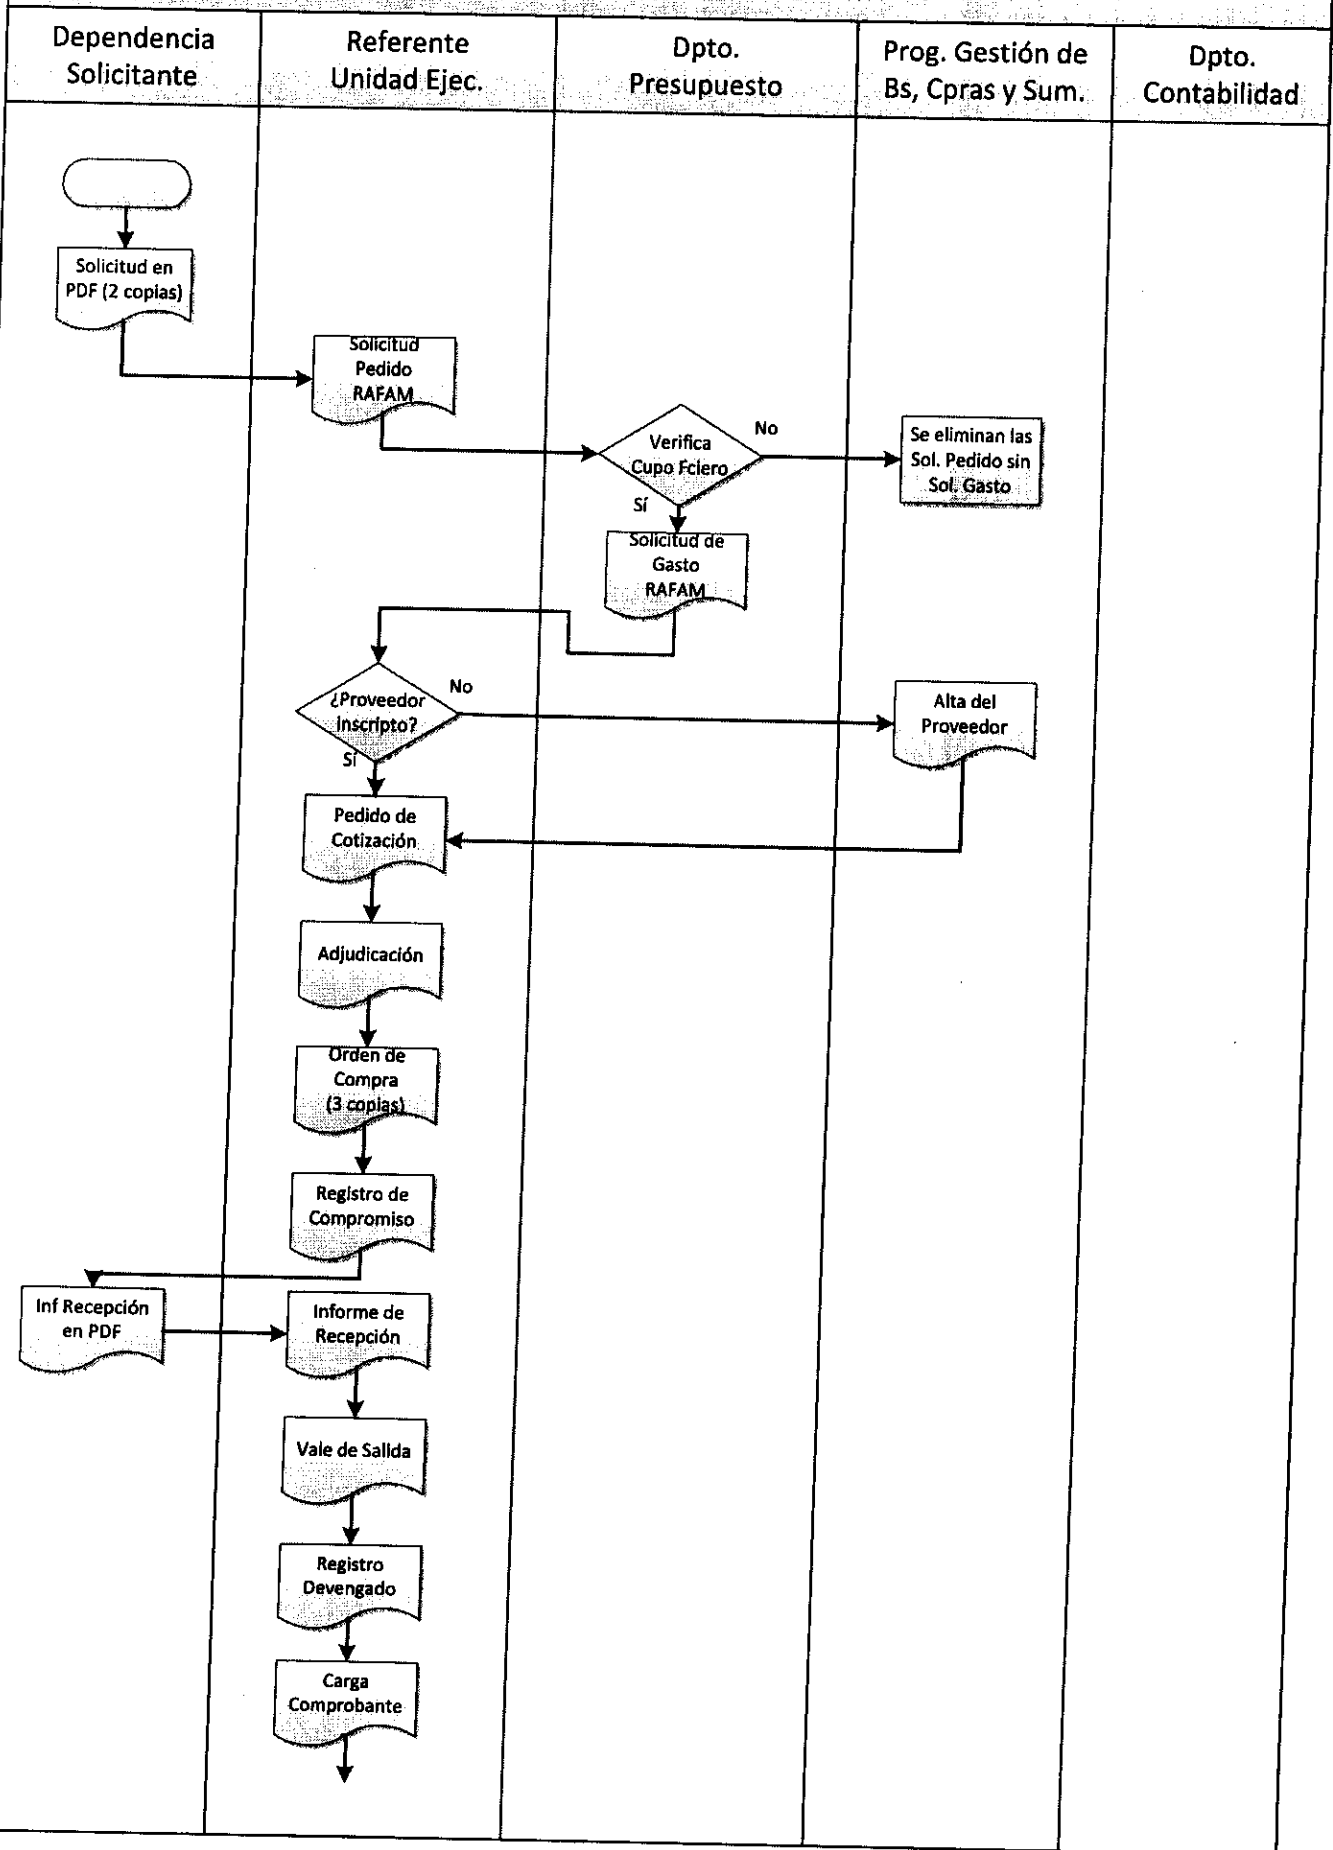 Dependencia
Solicitante
Referente
Unidad Ejec.
Dpto.
Presupuesto
Prog. Gestión de
Bs, Cpras y Sum.
Dpto.
Contabilidad
Solicitud en
PDF (2 copias)
Solicitud
Pedido
RAFAM
Verifica
Cupo Fciero
No
Sí
Se eliminan las
Sol. Pedido sin
Sol. Gasto
Solicitud de
Gasto
RAFAM
¿Proveedor
inscripto?
No
Sí
Alta del
Proveedor
Pedido de
Cotización
Adjudicación
Orden de
Compra
(3 copias)
Registro de
Compromiso
Inf Recepción
en PDF
Informe de
Recepción
Vale de Salida
Registro
Devengado
Carga
Comprobante